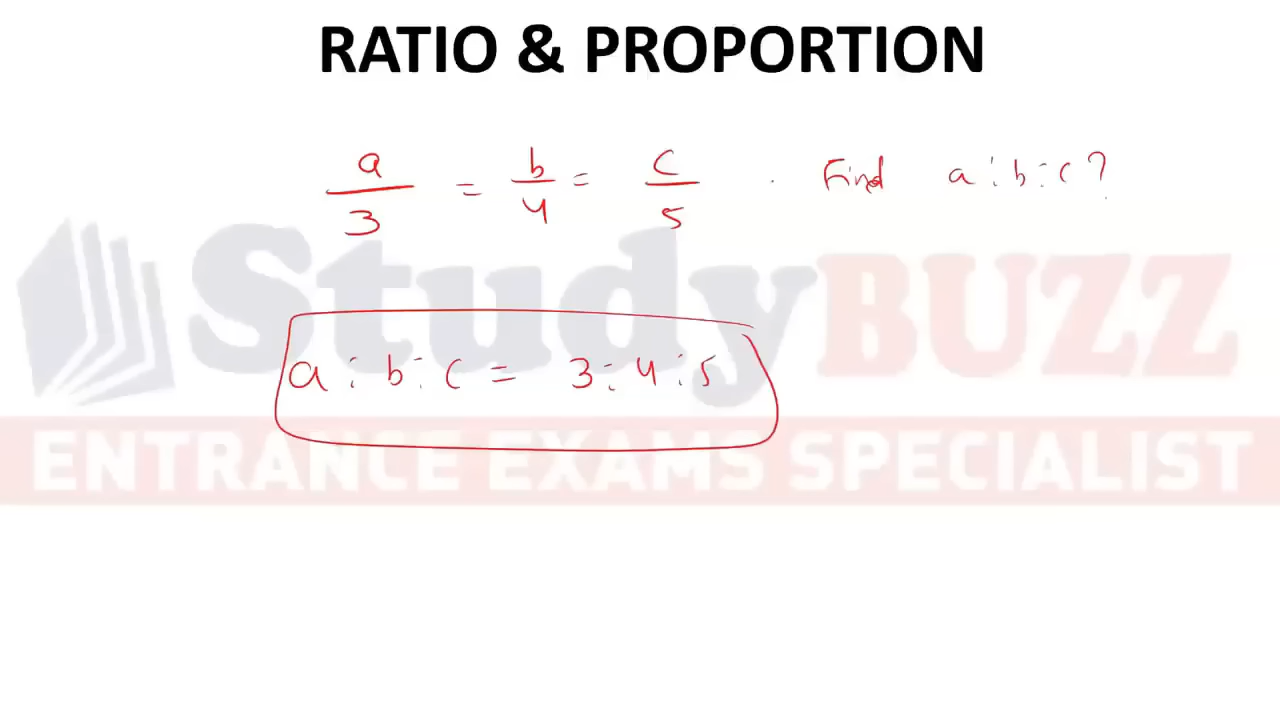 RATIO & PROPORTION
a/3 = b/4 = c/5 . Find a : b : c ?
StudyBUZZ
a : b : c = 3 : 4 : 5
ENTRANCE EXAMS SPECIALIST